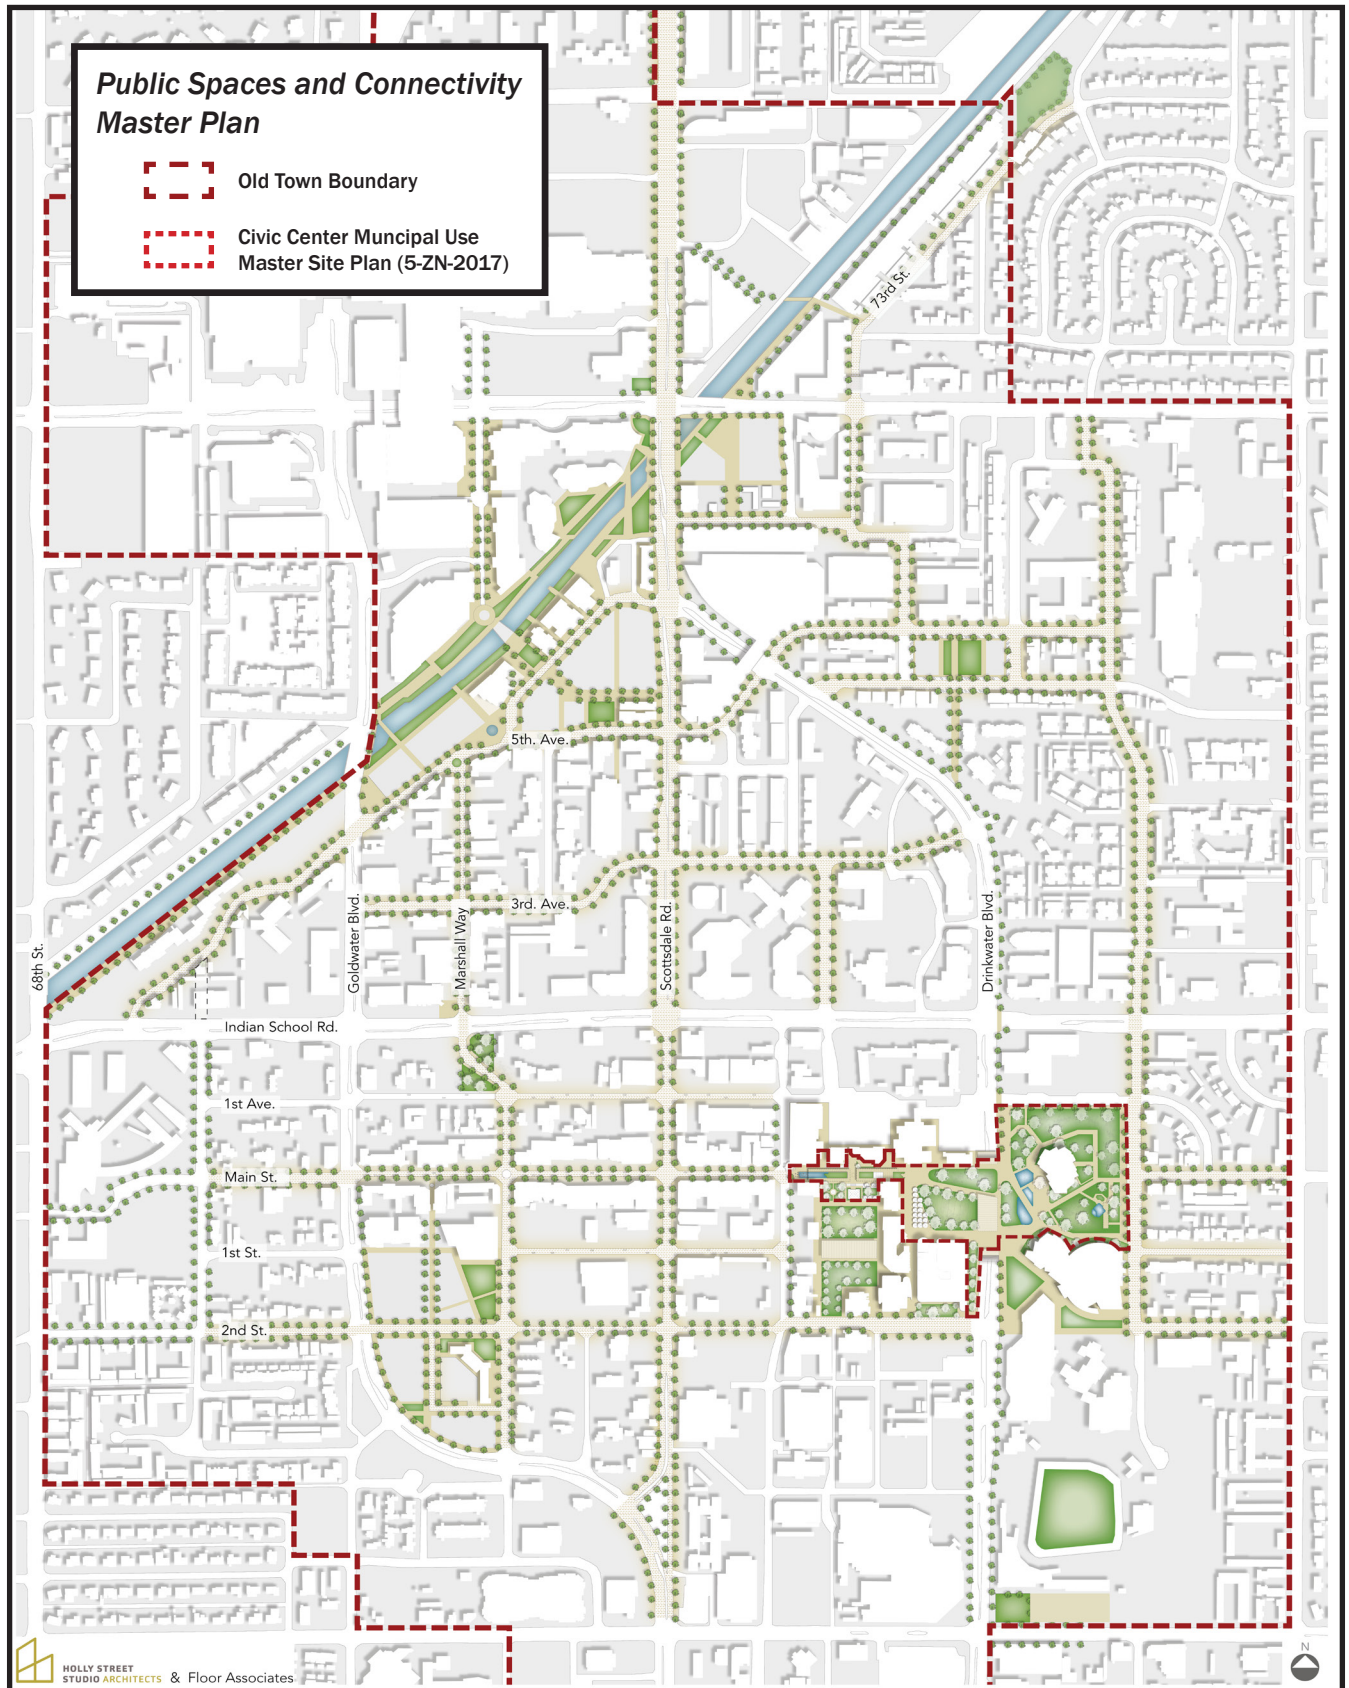 Public Spaces and Connectivity
Master Plan
Old Town Boundary
Civic Center Muncipal Use
Master Site Plan (5-ZN-2017)
73rd St.
5th. Ave.
3rd. Ave.
68th St.
Goldwater Blvd.
Marshall Way
Scottsdale Rd.
Drinkwater Blvd.
Indian School Rd.
1st Ave.
Main St.
1st St.
2nd St.
HOLLY STREET
STUDIO ARCHITECTS & Floor Associates
N